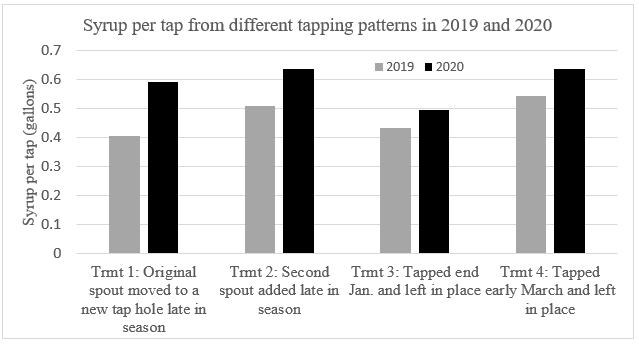 Syrup per tap from different tapping patterns in 2019 and 2020
0.7
0.6
0.5
0.4
0.3
0.2
0.1
0
Syrup per tap (gallons)
2019
2020
Trmt 1: Original
spout moved to a
new tap hole late in
season
Trmt 2: Second
spout added late in
season
Trmt 3: Tapped end
Jan. and left in place
Trmt 4: Tapped
early March and left
in place